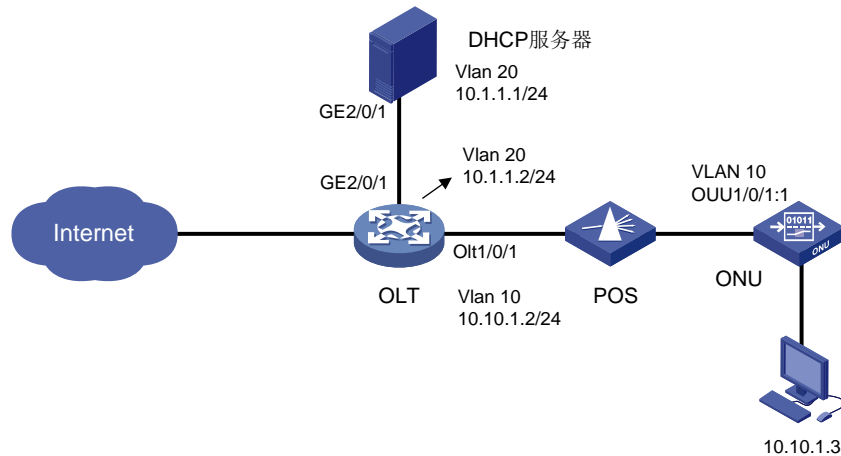 DHCP服务器
Vlan 20
10.1.1.1/24
GE2/0/1
Vlan 20
10.1.1.2/24
GE2/0/1
VLAN 10
OUU1/0/1:1
Internet
01011
ONU
Olt1/0/1
OLT
Vlan 10
10.10.1.2/24
POS
ONU
10.10.1.3